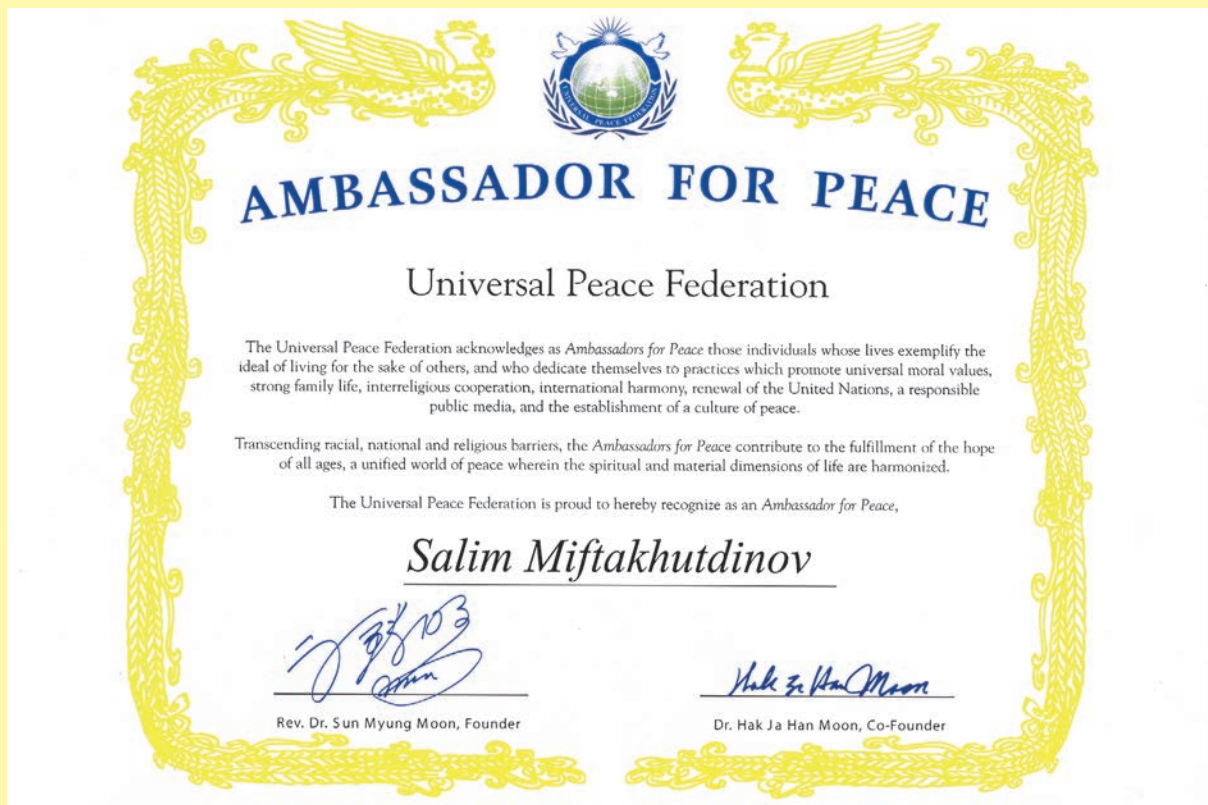 UNIVERSAL PEACE FEDERATION
AMBASSADOR FOR PEACE
Universal Peace Federation
The Universal Peace Federation acknowledges as Ambassadors for Peace those individuals whose lives exemplify the
ideal of living for the sake of others, and who dedicate themselves to practices which promote universal moral values,
strong family life, interreligious cooperation, international harmony, renewal of the United Nations, a responsible
public media, and the establishment of a culture of peace.
Transcending racial, national and religious barriers, the Ambassadors for Peace contribute to the fulfillment of the hope
of all ages, a unified world of peace wherein the spiritual and material dimensions of life are harmonized.
The Universal Peace Federation is proud to hereby recognize as an Ambassador for Peace,
Salim Miftakhutdinov
Hak Ja Han Moon
Rev. Dr. Sun Myung Moon, Founder
Dr. Hak Ja Han Moon, Co-Founder